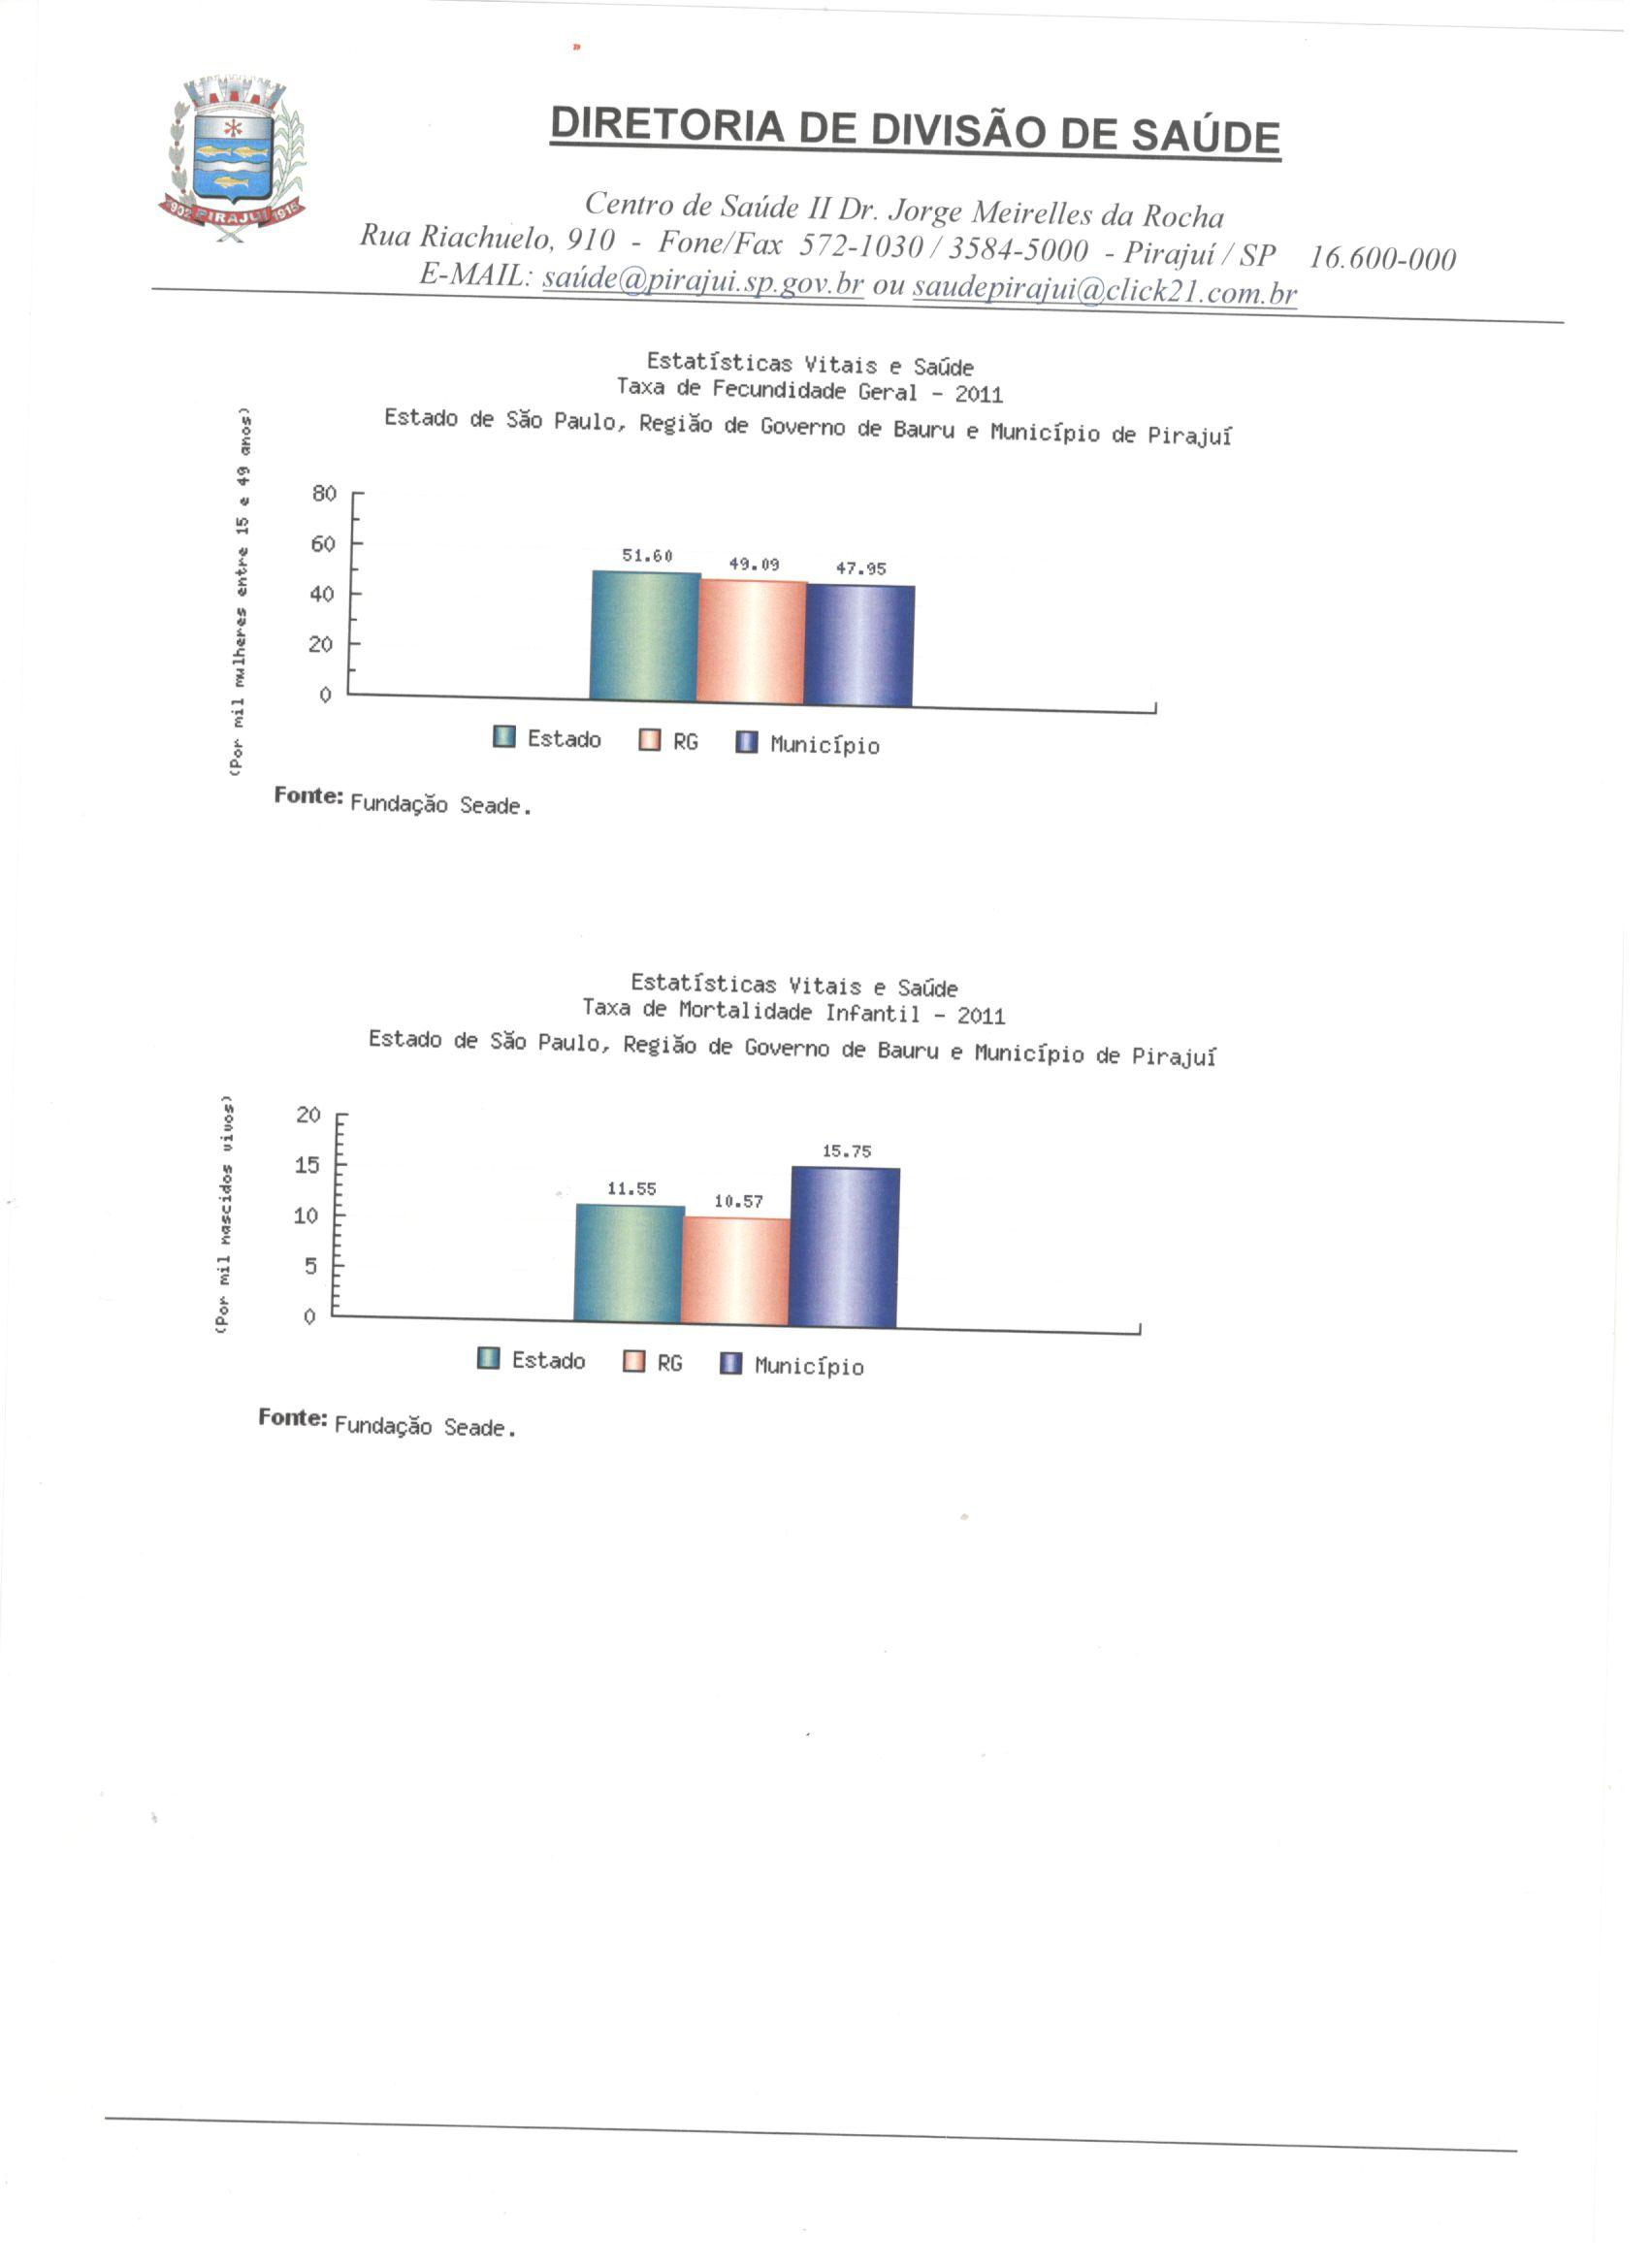 DIRETORIA DE DIVISÃO DE SAÚDE
PIRAJUÍ 1915
Centro de Saúde II Dr. Jorge Meirelles da Rocha
Rua Riachuelo, 910 - Fone/Fax 572-1030 / 3584-5000 - Pirajuí / SP 16.600-000
E-MAIL: saúde@pirajui.sp.gov.br ou saudepirajui@click21.com.br
Estatísticas Vitais e Saúde
Taxa de Fecundidade Geral - 2011
Estado de São Paulo, Região de Governo de Bauru e Município de Pirajuí
(Por mil mulheres entre 15 e 49 anos)
80
60
40
20
0
51.60 49.09 47.95
Estado RG Município
Fonte: Fundação Seade.
Estatísticas Vitais e Saúde
Taxa de Mortalidade Infantil - 2011
Estado de São Paulo, Região de Governo de Bauru e Município de Pirajuí
(Por mil nascidos vivos)
20
15
10
5
0
11.55 10.57 15.75
Estado RG Município
Fonte: Fundação Seade.